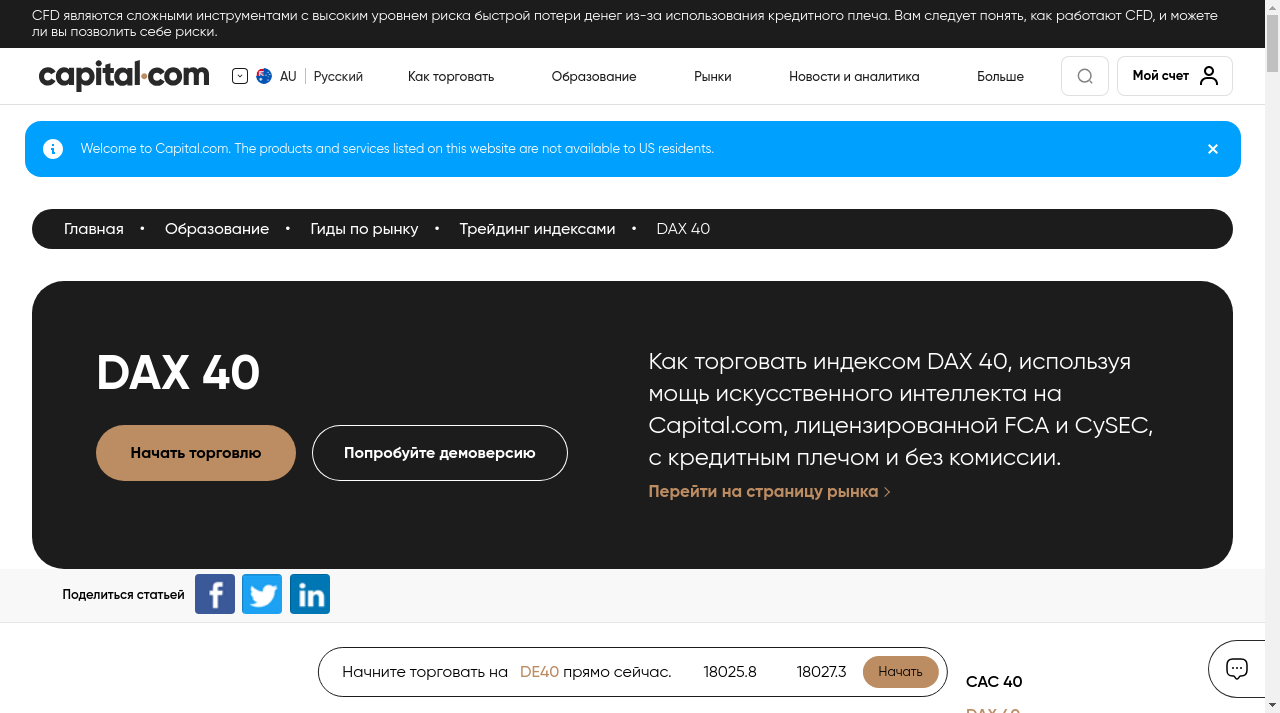 CFD являются сложными инструментами с высоким уровнем риска быстрой потери денег из-за использования кредитного плеча. Вам следует понять, как работают CFD, и можете
ли вы позволить себе риски.
capital.com
AU
Русский
Как торговать
Образование
Рынки
Новости и аналитика
Больше
Мой счет
Welcome to Capital.com. The products and services listed on this website are not available to US residents.
Главная • Образование • Гиды по рынку • Трейдинг индексами • DAX 40
DAX 40
Начать торговлю
Попробуйте демоверсию
Как торговать индексом DAX 40, используя
мощь искусственного интеллекта на
Capital.com, лицензированной FCA и CySEC,
с кредитным плечом и без комиссии.
Перейти на страницу рынка
Поделиться статьей
Начните торговать на DE40 прямо сейчас. 18025.8 18027.3 Начать
CAC 40
DAX 40